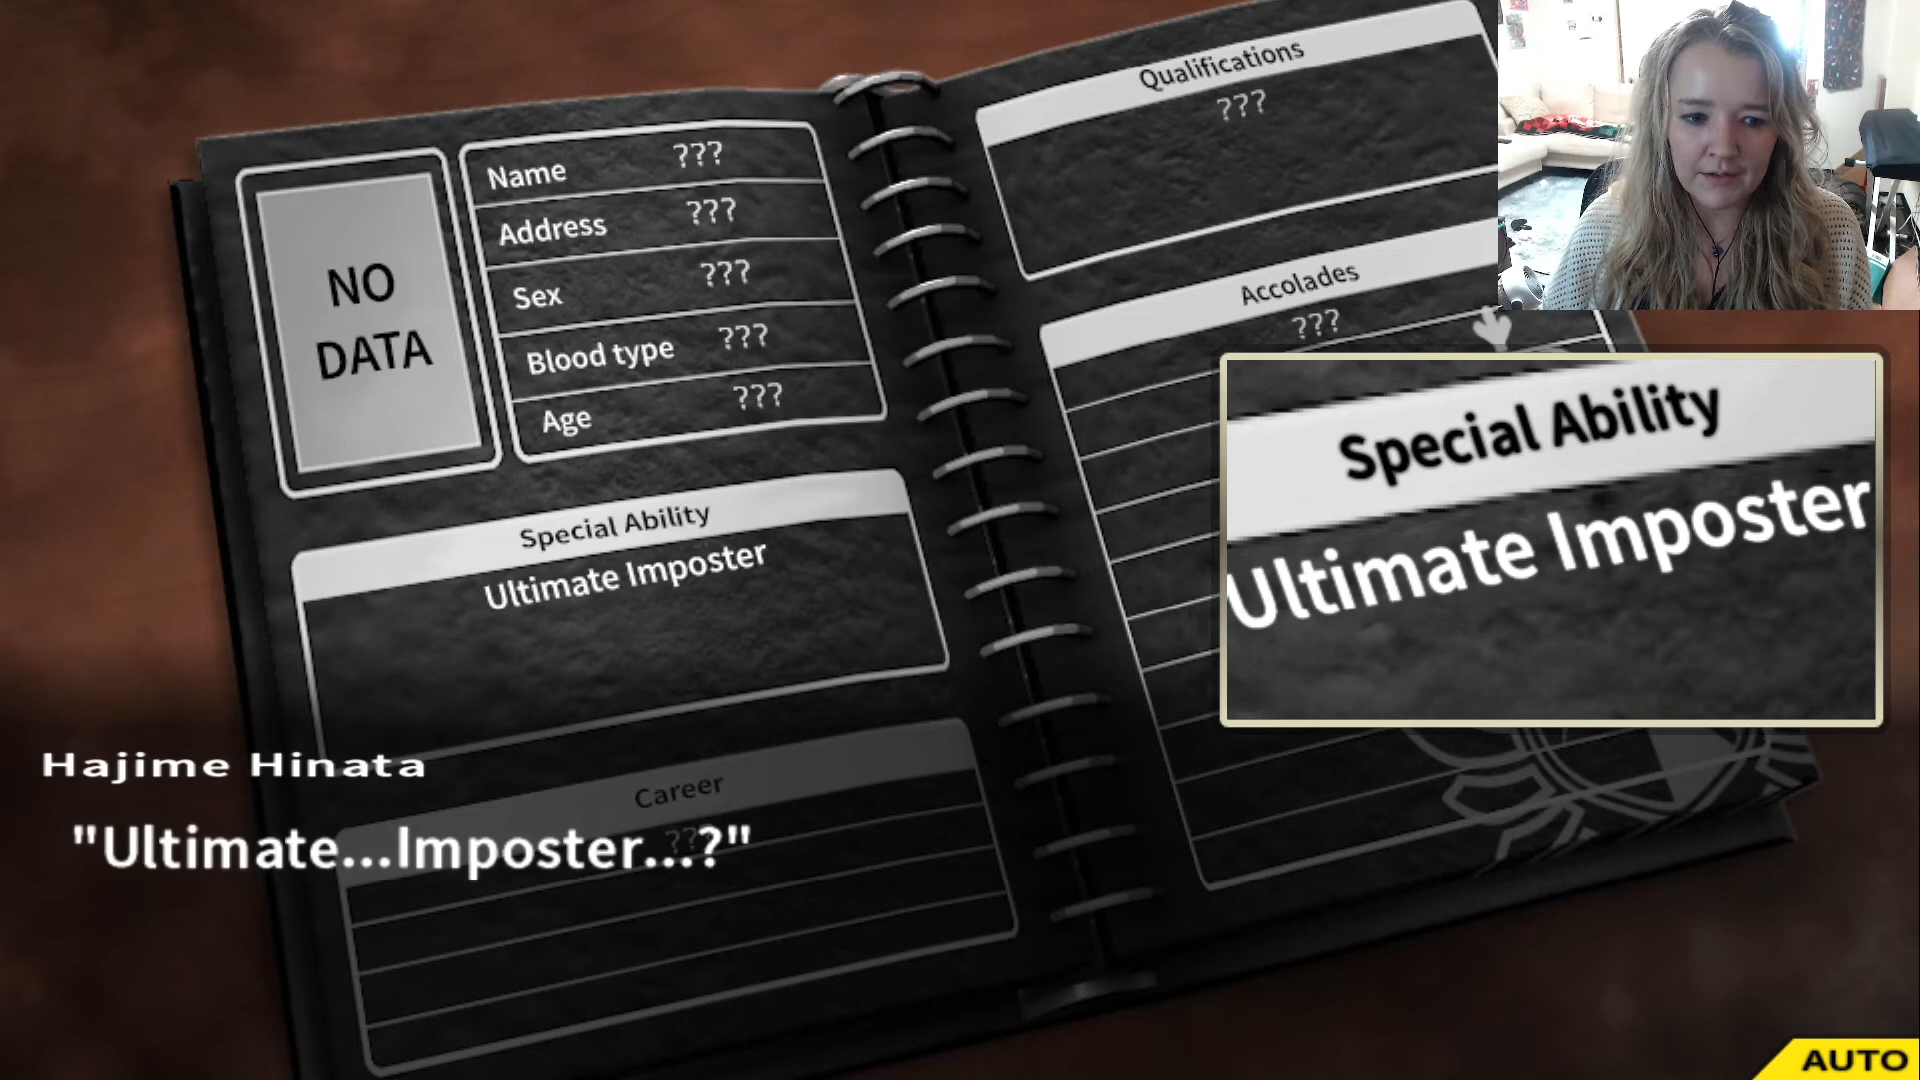 NO
DATA
Name ???
Address ???
Sex ???
Blood type ???
Age ???
Special Ability
Ultimate Imposter
Career
???
Qualifications
???
Accolades
???
Special Ability
Ultimate Imposter
Hajime Hinata
"Ultimate...Imposter...?"
AUTO